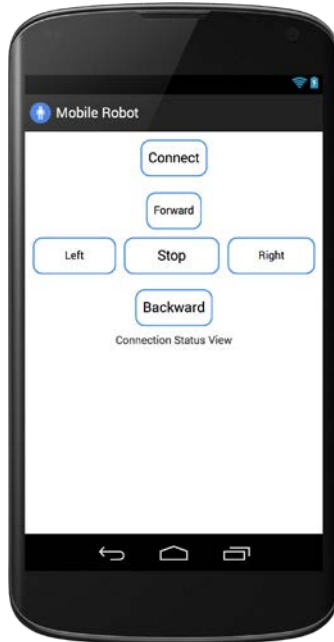 Mobile Robot
Connect
Forward
Left Stop Right
Backward
Connection Status View